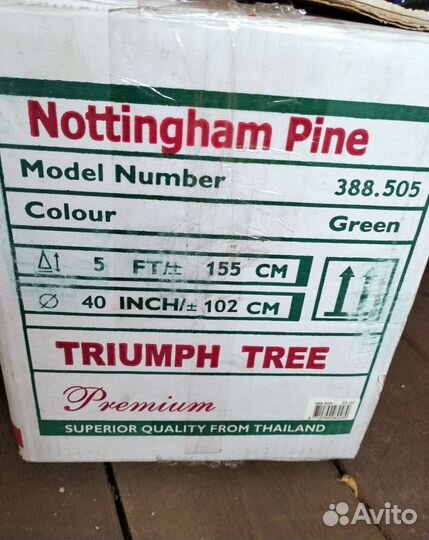 Nottingham Pine
Model Number 388.505
Colour Green
5 FT/± 155 CM
⌀ 40 INCH/± 102 CM
TRIUMPH TREE
Premium
SUPERIOR QUALITY FROM THAILAND
Avito